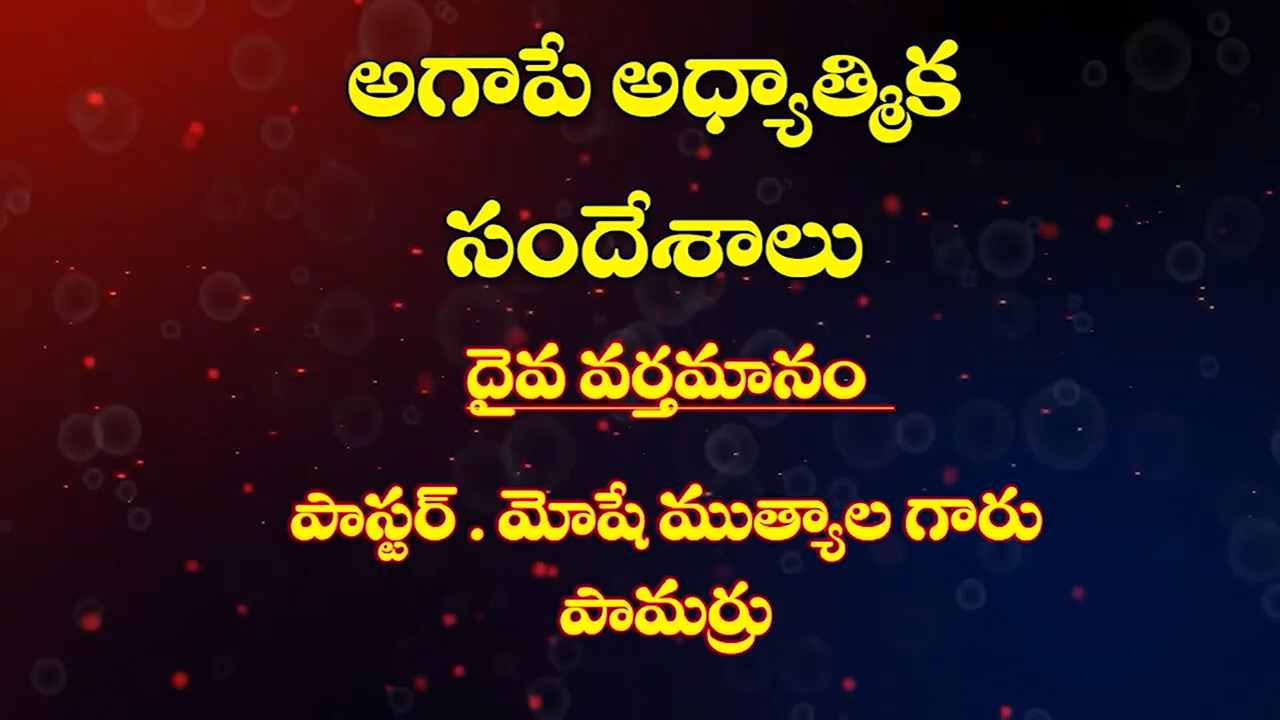 అగాపే అధ్యాత్మిక
సందేశాలు
దైవ వర్తమానం
పాస్టర్ . మోషే ముత్యాల గారు
పామర్రు